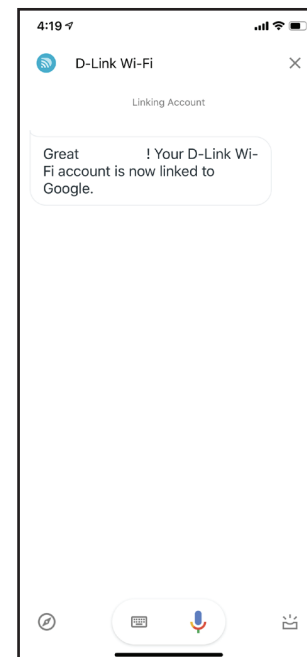 4:19
D-Link Wi-Fi
Linking Account
Great ! Your D-Link Wi-
Fi account is now linked to
Google.